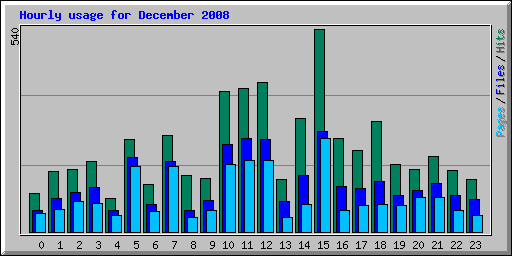 Hourly usage for December 2008
540
Pages/Files/Hits
0 1 2 3 4 5 6 7 8 9 10 11 12 13 14 15 16 17 18 19 20 21 22 23